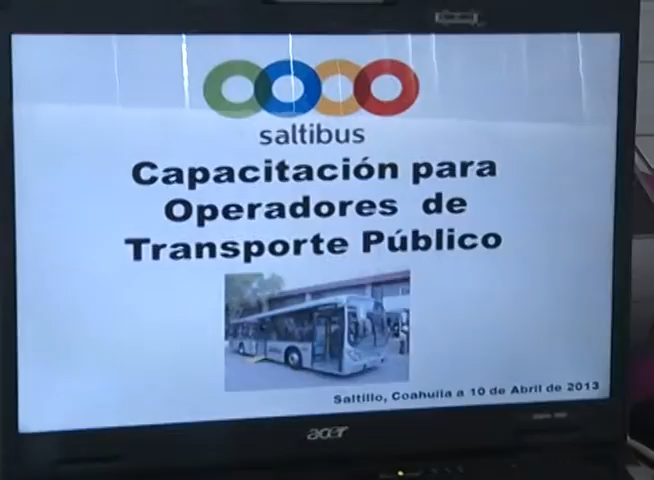 saltibus
Capacitación para
Operadores de
Transporte Público
Saltillo, Coahuila a 10 de Abril de 2013
acer